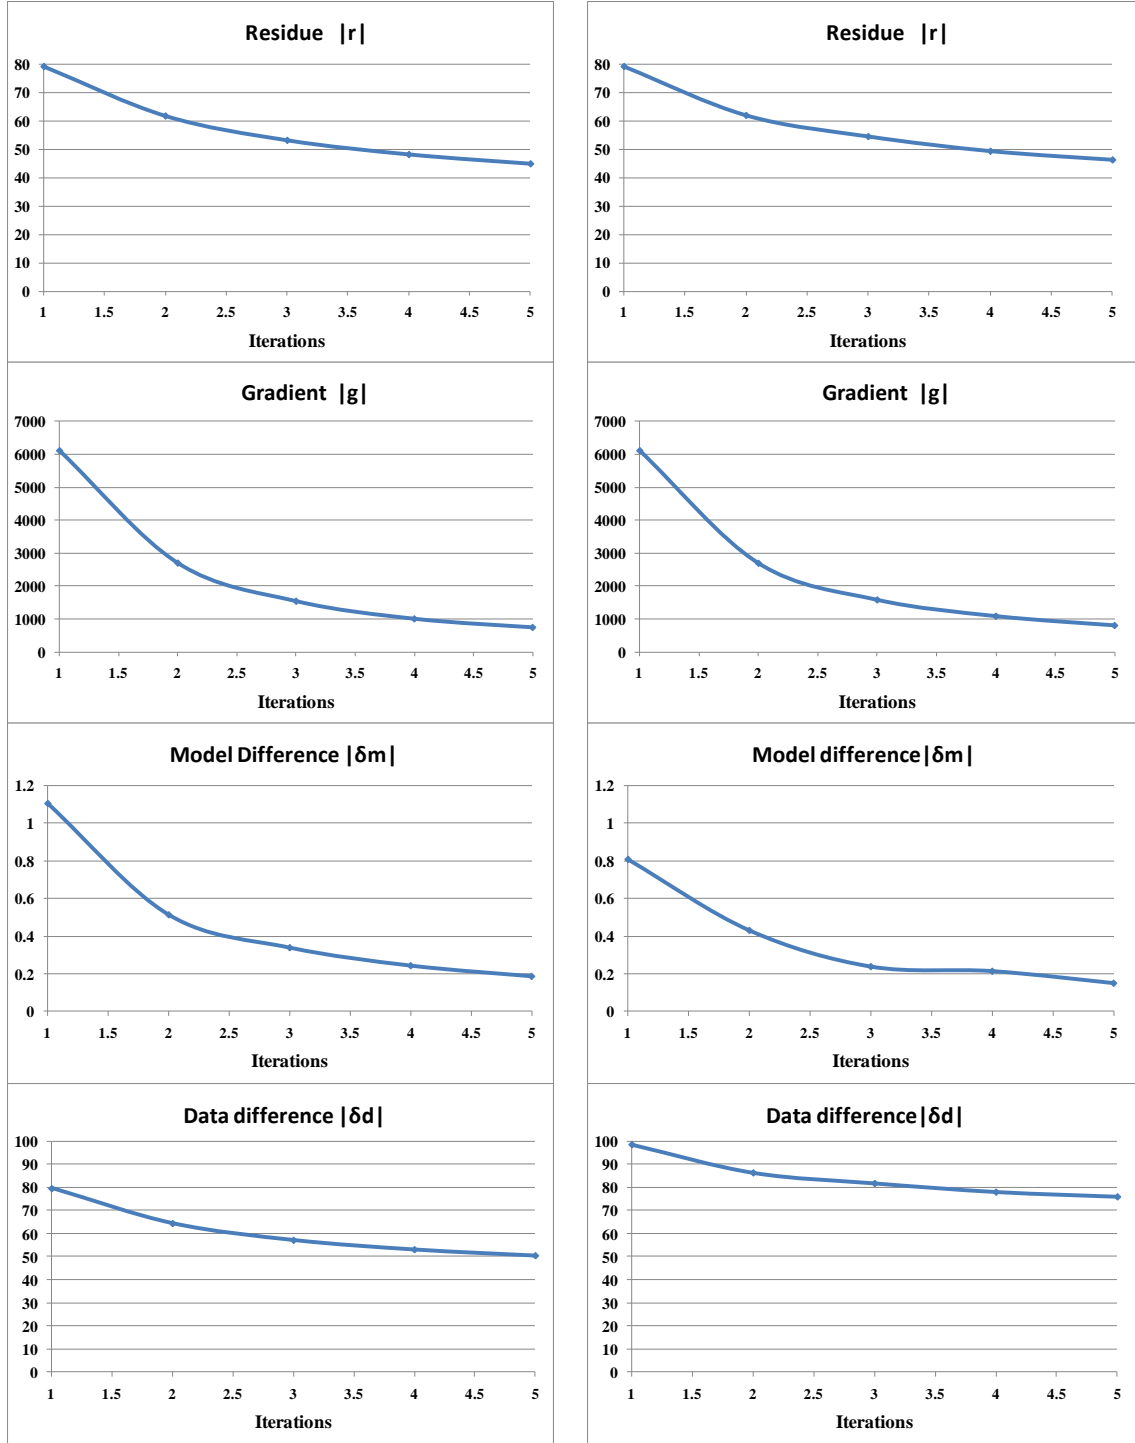 Residue |r|
80
70
60
50
40
30
20
10
0
1 1.5 2 2.5 3 3.5 4 4.5 5
Iterations
Residue |r|
80
70
60
50
40
30
20
10
0
1 1.5 2 2.5 3 3.5 4 4.5 5
Iterations
Gradient |g|
7000
6000
5000
4000
3000
2000
1000
0
1 1.5 2 2.5 3 3.5 4 4.5 5
Iterations
Gradient |g|
7000
6000
5000
4000
3000
2000
1000
0
1 1.5 2 2.5 3 3.5 4 4.5 5
Iterations
Model Difference |δm|
1.2
1
0.8
0.6
0.4
0.2
0
1 1.5 2 2.5 3 3.5 4 4.5 5
Iterations
Model difference|δm|
1.2
1
0.8
0.6
0.4
0.2
0
1 1.5 2 2.5 3 3.5 4 4.5 5
Iterations
Data difference |δd|
100
90
80
70
60
50
40
30
20
10
0
1 1.5 2 2.5 3 3.5 4 4.5 5
Iterations
Data difference|δd|
100
90
80
70
60
50
40
30
20
10
0
1 1.5 2 2.5 3 3.5 4 4.5 5
Iterations